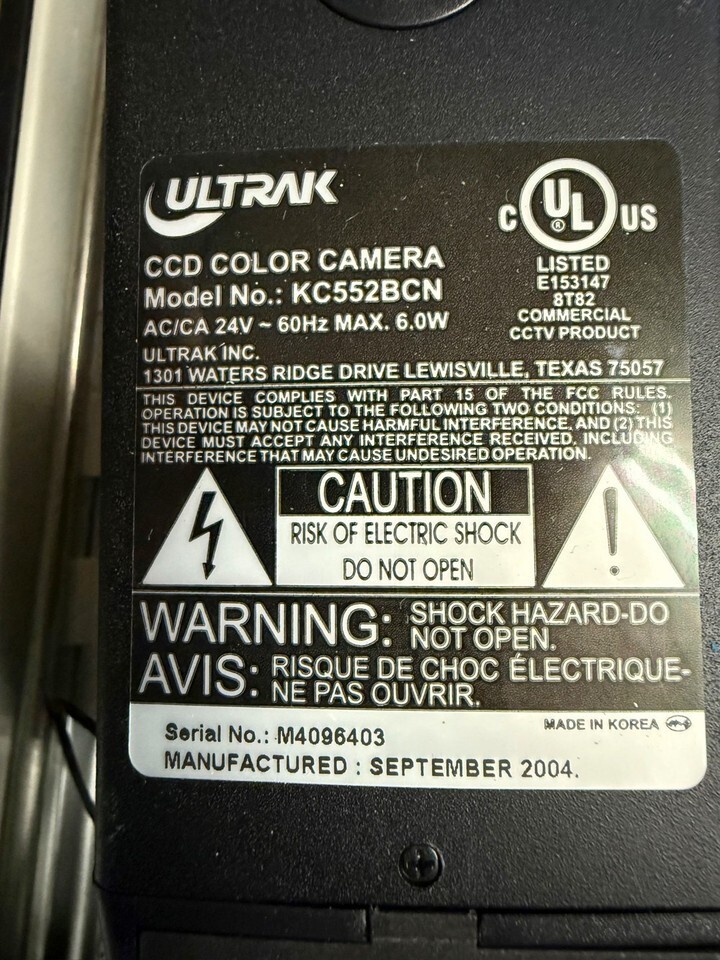 ULTRAK
C UL® US
LISTED
E153147
8T82
COMMERCIAL
CCTV PRODUCT
CCD COLOR CAMERA
Model No.: KC552BCN
AC/CA 24V ~ 60Hz MAX. 6.0W
ULTRAK INC.
1301 WATERS RIDGE DRIVE LEWISVILLE, TEXAS 75057
THIS DEVICE COMPLIES WITH PART 15 OF THE FCC RULES.
OPERATION IS SUBJECT TO THE FOLLOWING TWO CONDITIONS: (1)
THIS DEVICE MAY NOT CAUSE HARMFUL INTERFERENCE, AND (2) THIS
DEVICE MUST ACCEPT ANY INTERFERENCE RECEIVED, INCLUDING
INTERFERENCE THAT MAY CAUSE UNDESIRED OPERATION.
CAUTION
RISK OF ELECTRIC SHOCK
DO NOT OPEN
WARNING: SHOCK HAZARD-DO
NOT OPEN.
AVIS: RISQUE DE CHOC ÉLECTRIQUE-
NE PAS OUVRIR.
MADE IN KOREA
Serial No.: M4096403
MANUFACTURED : SEPTEMBER 2004.